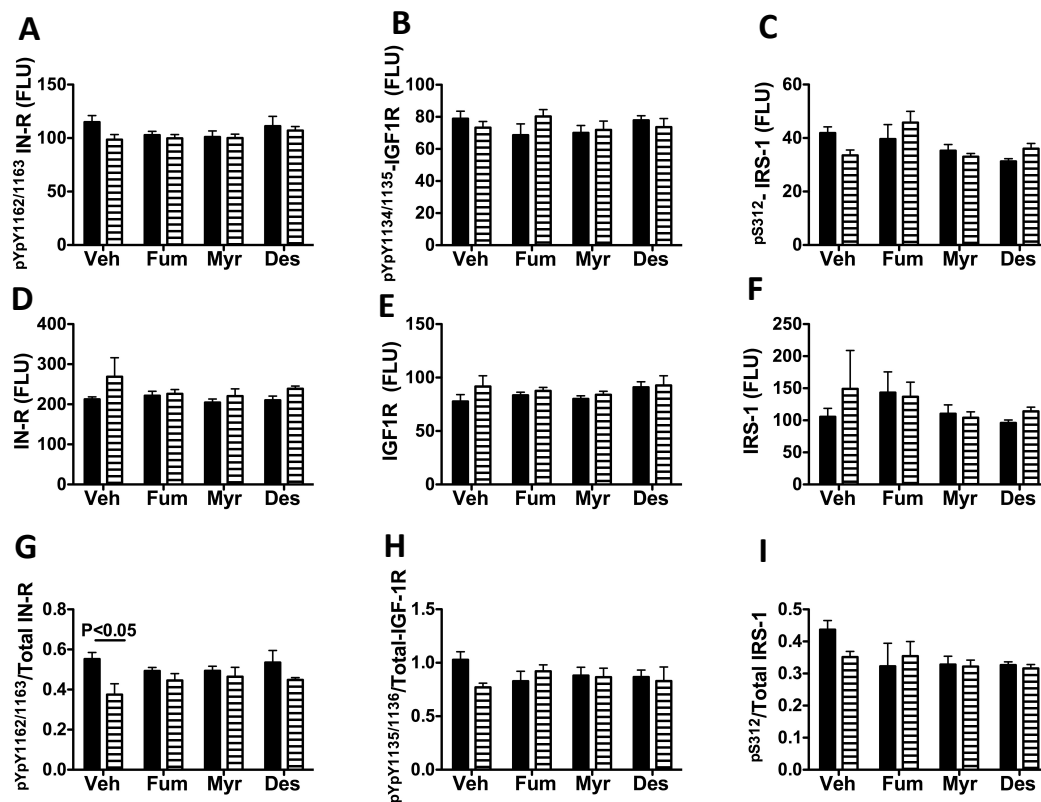 A
pYpY1162/1163 IN-R (FLU)
150
100
50
0
Veh Fum Myr Des
B
pYpY1134/1135-IGF1R (FLU)
100
80
60
40
20
0
Veh Fum Myr Des
C
pS312- IRS-1 (FLU)
60
40
20
0
Veh Fum Myr Des
D
IN-R (FLU)
400
300
200
100
0
Veh Fum Myr Des
E
IGF1R (FLU)
150
100
50
0
Veh Fum Myr Des
F
IRS-1 (FLU)
250
200
150
100
50
0
Veh Fum Myr Des
G
pYpY1162/1163/Total IN-R
0.8
0.6
0.4
0.2
0.0
P<0.05
Veh Fum Myr Des
H
pYpY1135/1136/Total-IGF-1R
1.5
1.0
0.5
0.0
Veh Fum Myr Des
I
pS312/Total IRS-1
0.5
0.4
0.3
0.2
0.1
0.0
Veh Fum Myr Des